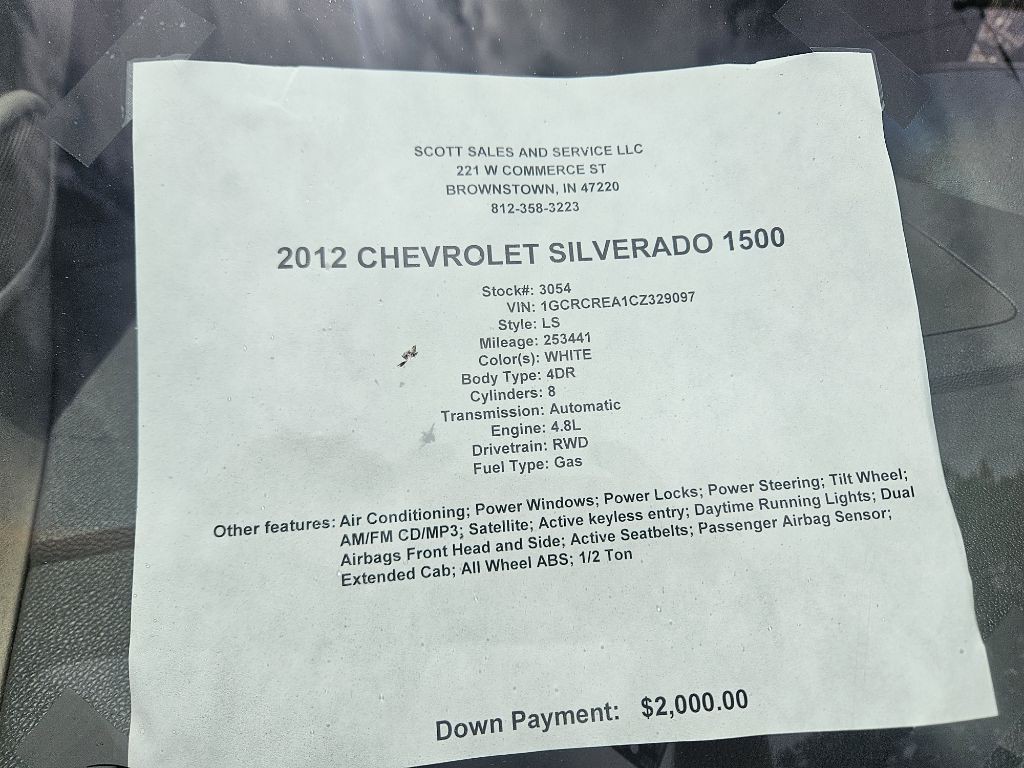 SCOTT SALES AND SERVICE LLC
221 W COMMERCE ST
BROWNSTOWN, IN 47220
812-358-3223
2012 CHEVROLET SILVERADO 1500
Stock#: 3054
VIN: 1GCRCREA1CZ329097
Style: LS
Mileage: 253441
Color(s): WHITE
Body Type: 4DR
Cylinders: 8
Transmission: Automatic
Engine: 4.8L
Drivetrain: RWD
Fuel Type: Gas
Other features: Air Conditioning; Power Windows; Power Locks; Power Steering; Tilt Wheel;
AM/FM CD/MP3; Satellite; Active keyless entry; Daytime Running Lights; Dual
Airbags Front Head and Side; Active Seatbelts; Passenger Airbag Sensor;
Extended Cab; All Wheel ABS; 1/2 Ton
Down Payment: $2,000.00